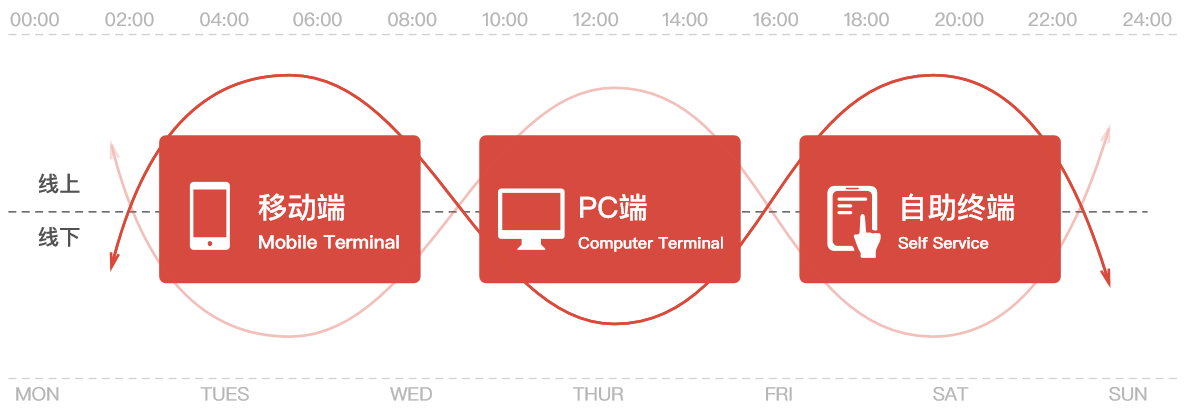 00:00 02:00 04:00 06:00 08:00 10:00 12:00 14:00 16:00 18:00 20:00 22:00 24:00
线上
线下
移动端
Mobile Terminal
PC端
Computer Terminal
自助终端
Self Service
MON TUES WED THUR FRI SAT SUN